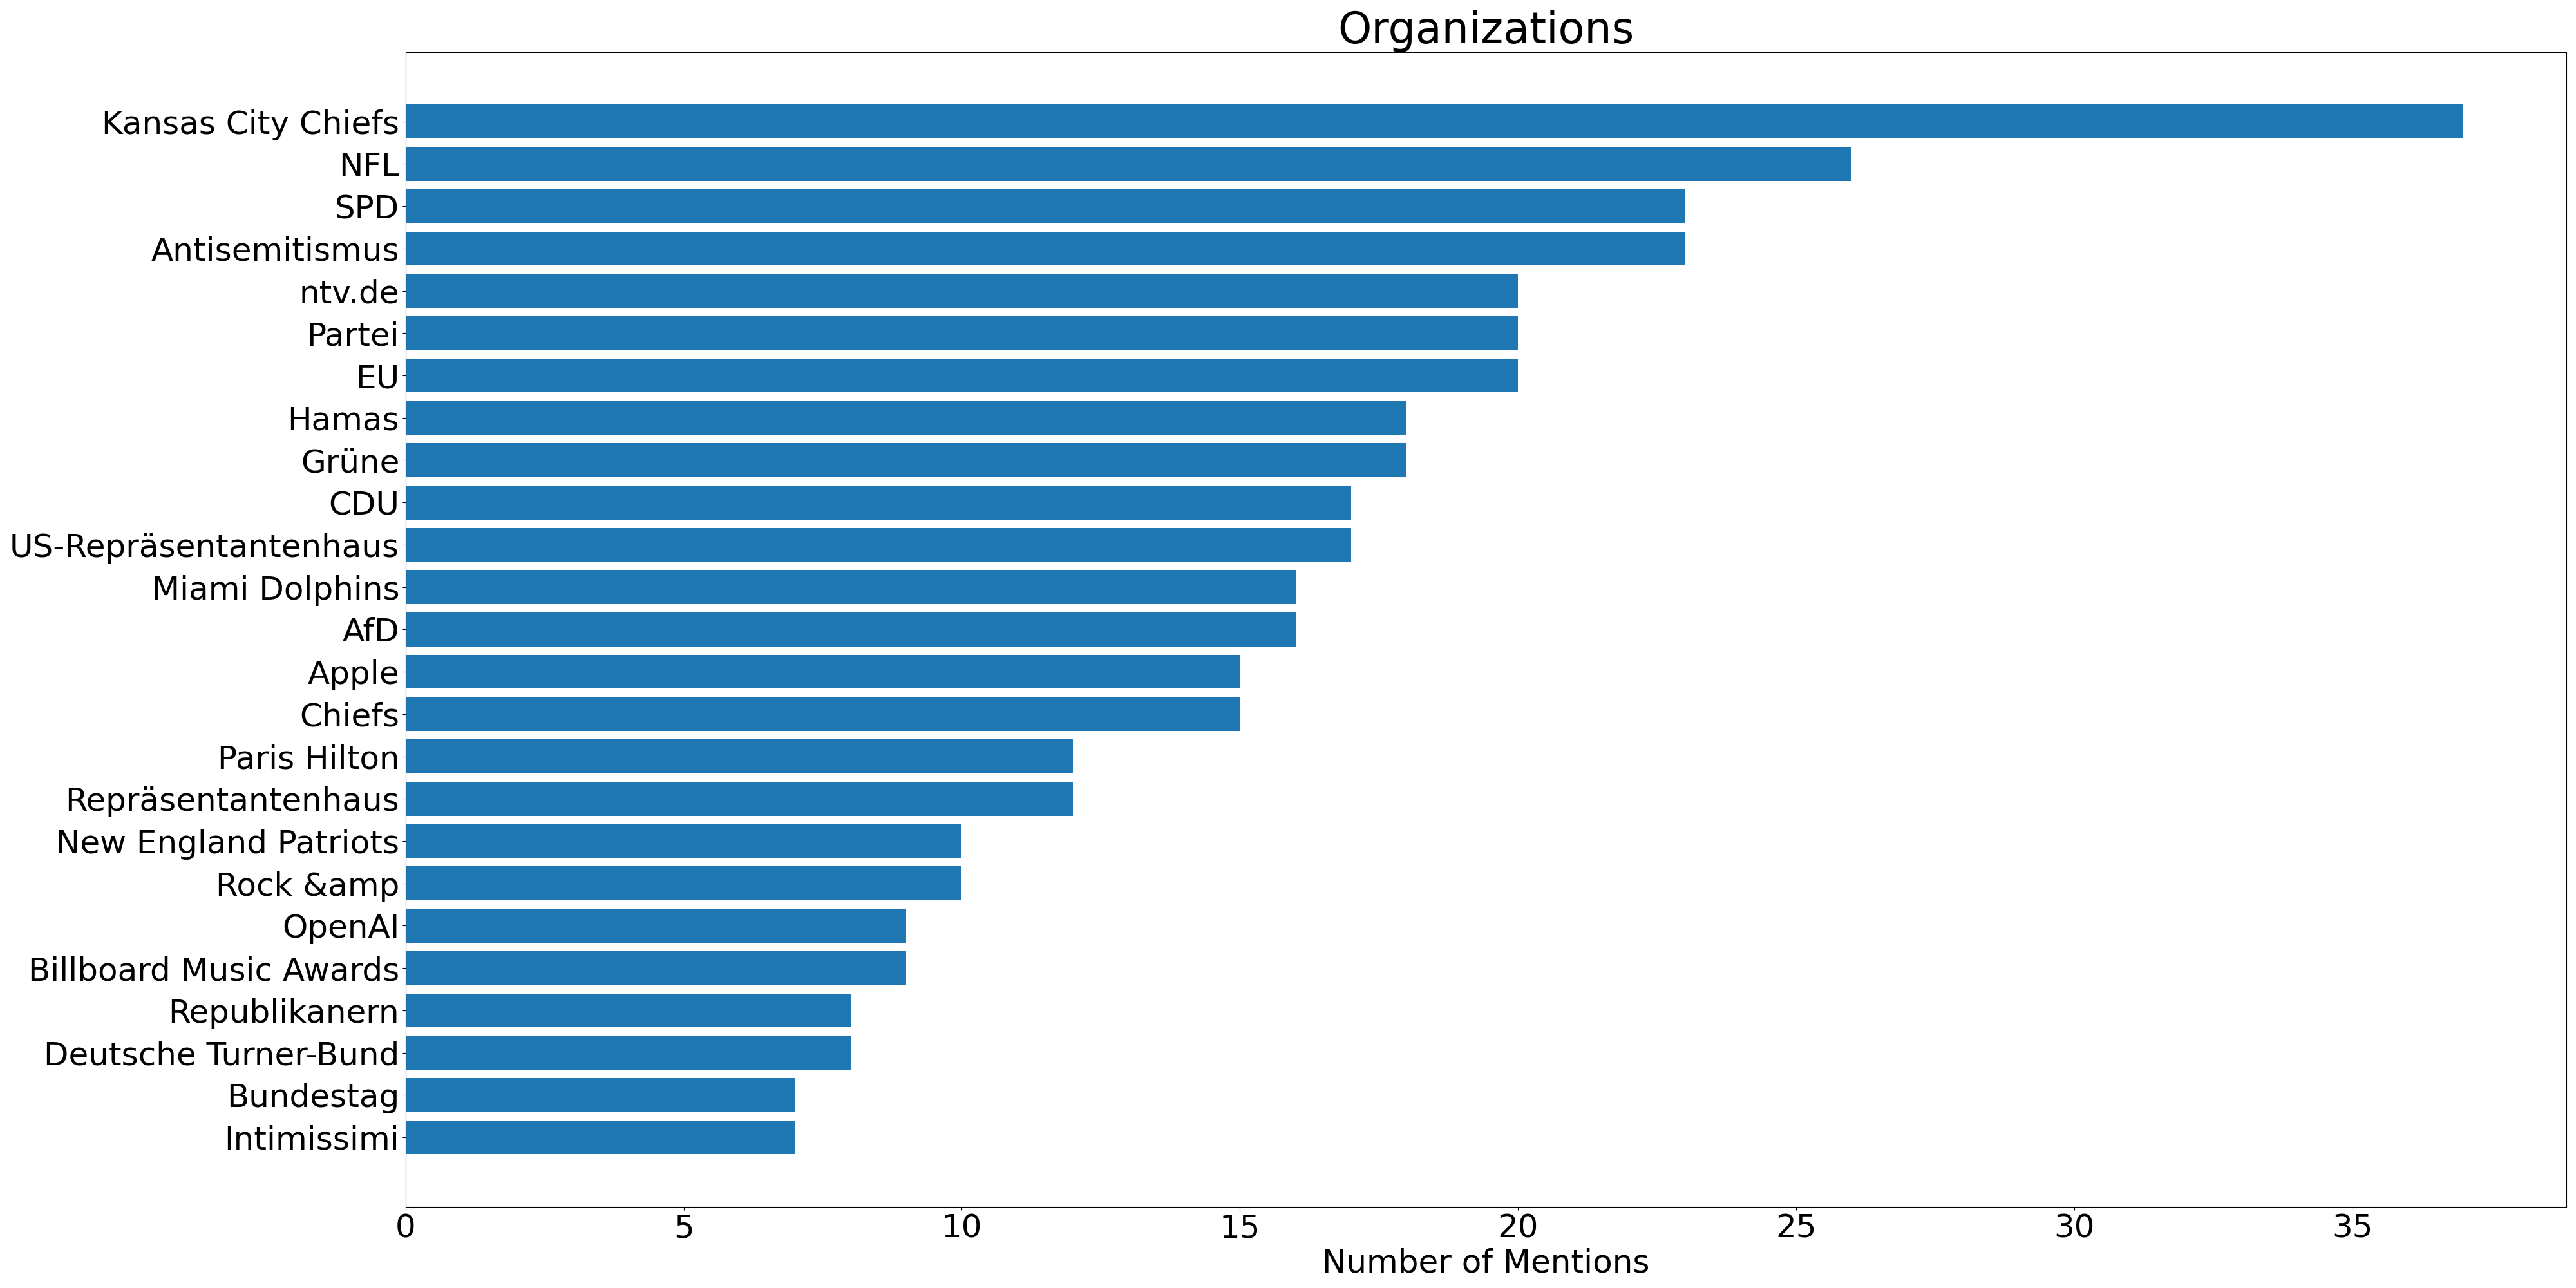 Organizations
Kansas City Chiefs
NFL
SPD
Antisemitismus
ntv.de
Partei
EU
Hamas
Grüne
CDU
US-Repräsentantenhaus
Miami Dolphins
AfD
Apple
Chiefs
Paris Hilton
Repräsentantenhaus
New England Patriots
Rock &amp
OpenAI
Billboard Music Awards
Republikanern
Deutsche Turner-Bund
Bundestag
Intimissimi
0 5 10 15 20 25 30 35
Number of Mentions